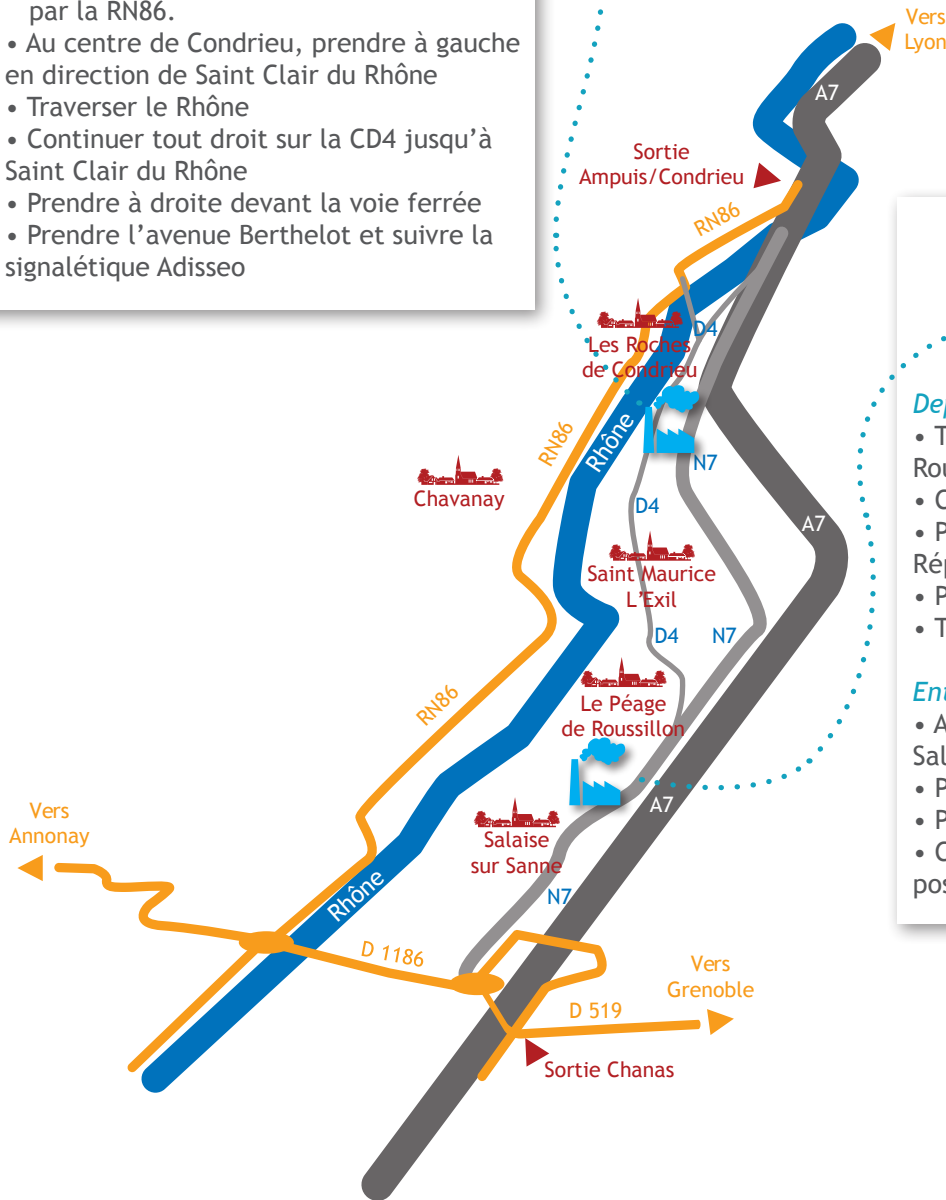 par la RN86.
• Au centre de Condrieu, prendre à gauche
en direction de Saint Clair du Rhône
• Traverser le Rhône
• Continuer tout droit sur la CD4 jusqu’à
Saint Clair du Rhône
• Prendre à droite devant la voie ferrée
• Prendre l’avenue Berthelot et suivre la
signalétique Adisseo
Vers
Lyon
A7
Sortie
Ampuis/Condrieu
RN86
D4
Les Roches
de Condrieu
Rhône
RN86
N7
Chavanay
D4
A7
Saint Maurice
L’Exil
D4
N7
RN86
Le Péage
de Roussillon
A7
Vers
Annonay
Salaise
sur Sanne
Rhône
N7
D 1186
Vers
Grenoble
D 519
Sortie Chanas
• T
• C
• P
• P
• T
• A
• P
• P
• C